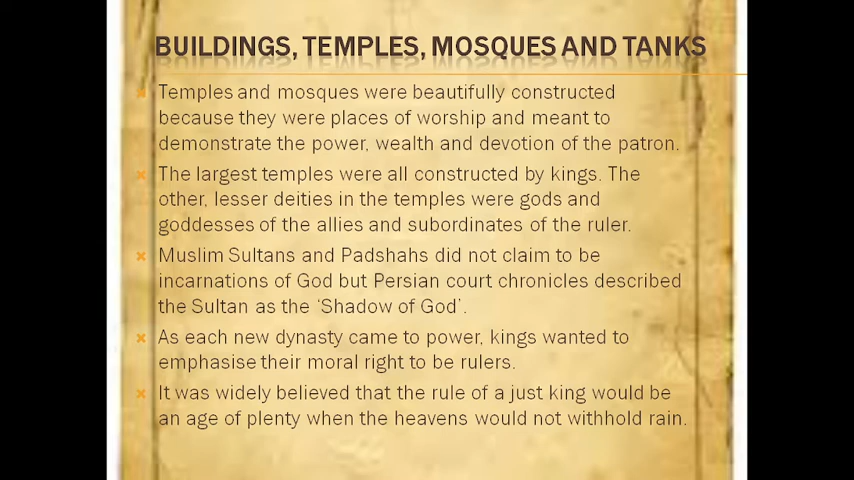 BUILDINGS, TEMPLES, MOSQUES AND TANKS
Temples and mosques were beautifully constructed
because they were places of worship and meant to
demonstrate the power, wealth and devotion of the patron.
The largest temples were all constructed by kings. The
other, lesser deities in the temples were gods and
goddesses of the allies and subordinates of the ruler.
Muslim Sultans and Padshahs did not claim to be
incarnations of God but Persian court chronicles described
the Sultan as the ‘Shadow of God’.
As each new dynasty came to power, kings wanted to
emphasise their moral right to be rulers.
It was widely believed that the rule of a just king would be
an age of plenty when the heavens would not withhold rain.